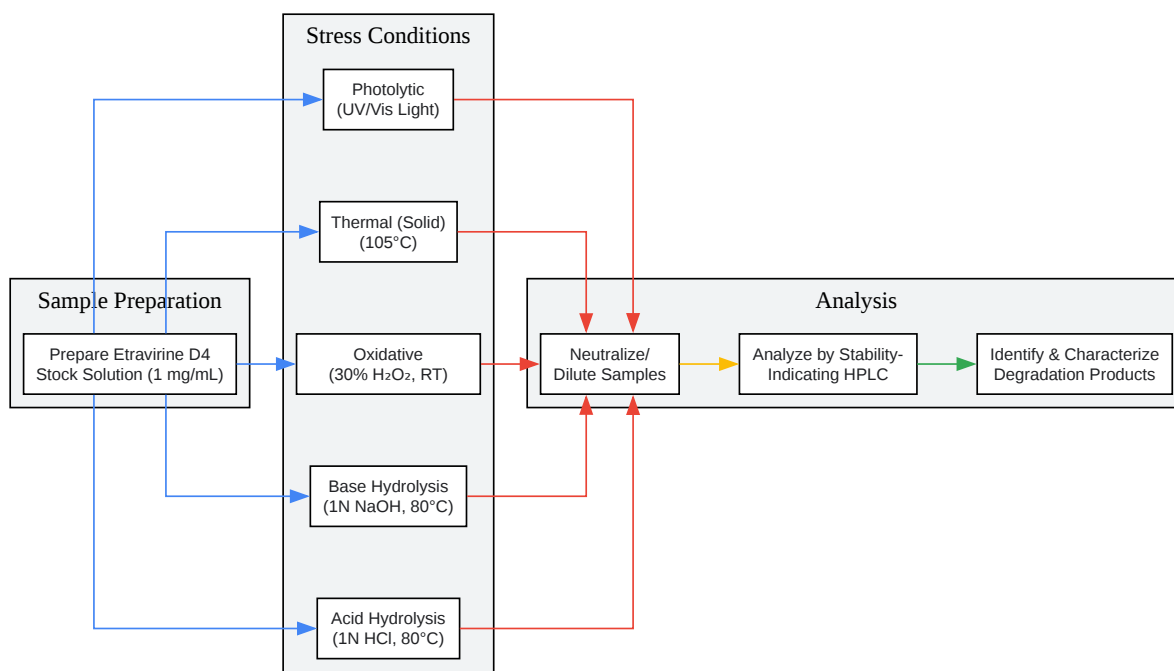 Stress Conditions
Photolytic
(UV/Vis Light)
Thermal (Solid)
(105°C)
Sample Preparation
Prepare Etravirine D4
Stock Solution (1 mg/mL)
Oxidative
(30% H₂O₂, RT)
Base Hydrolysis
(1N NaOH, 80°C)
Acid Hydrolysis
(1N HCl, 80°C)
Analysis
Neutralize/
Dilute Samples
Analyze by Stability-
Indicating HPLC
Identify & Characterize
Degradation Products